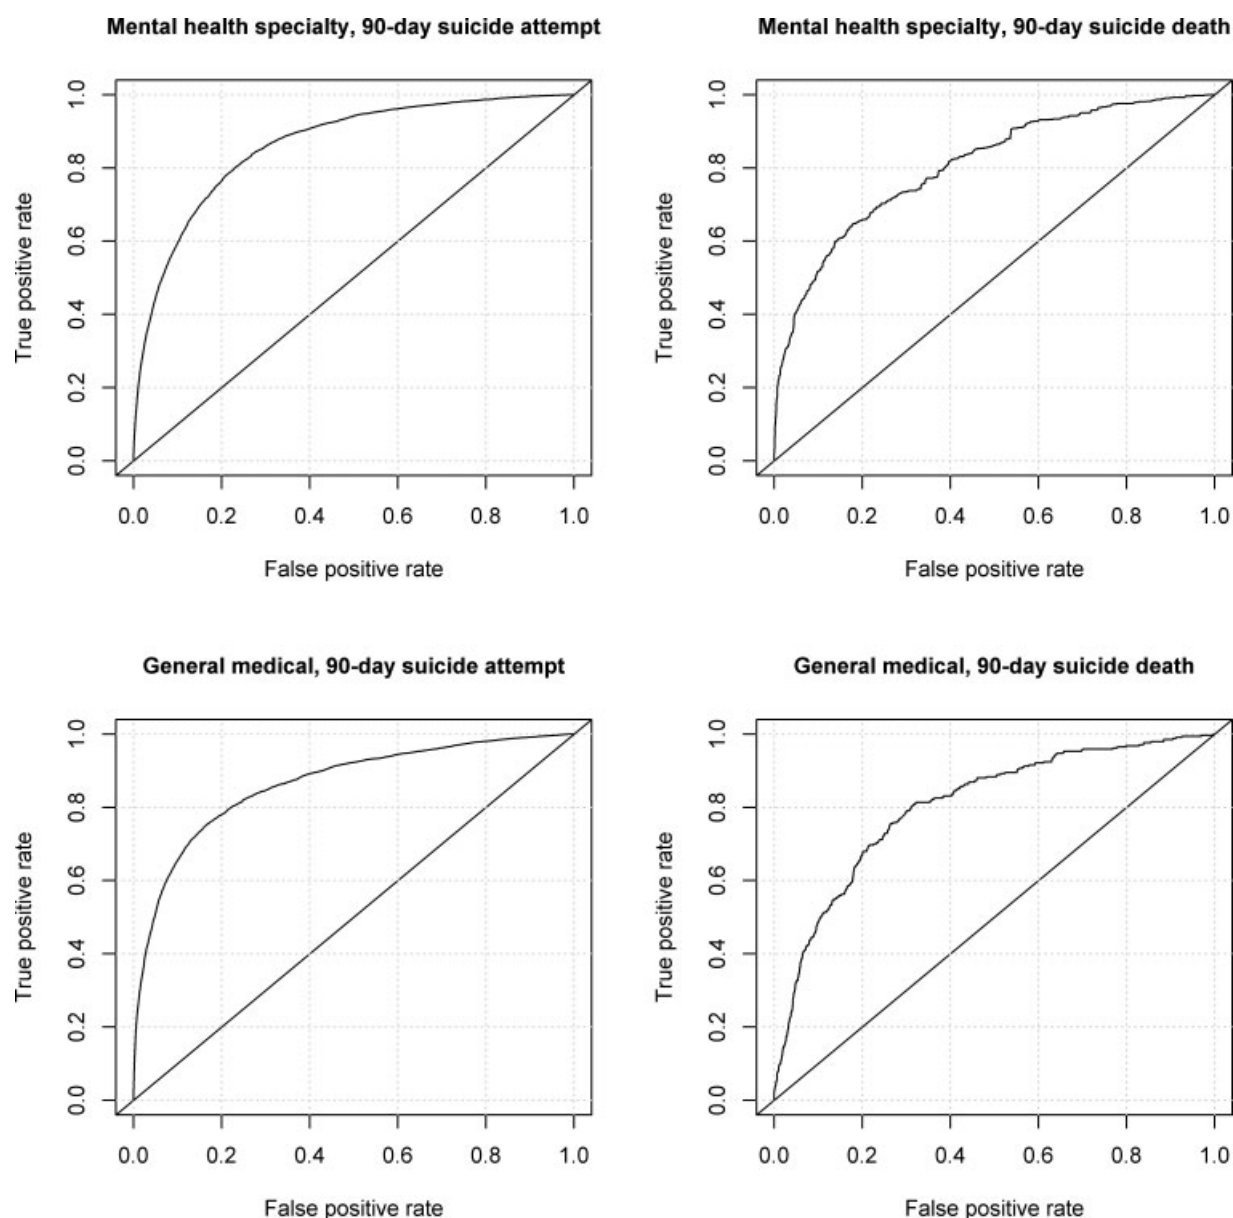 Mental health specialty, 90-day suicide attempt
True positive rate
1.0
0.8
0.6
0.4
0.2
0.0
0.0 0.2 0.4 0.6 0.8 1.0
False positive rate
Mental health specialty, 90-day suicide death
True positive rate
1.0
0.8
0.6
0.4
0.2
0.0
0.0 0.2 0.4 0.6 0.8 1.0
False positive rate
General medical, 90-day suicide attempt
True positive rate
1.0
0.8
0.6
0.4
0.2
0.0
0.0 0.2 0.4 0.6 0.8 1.0
False positive rate
General medical, 90-day suicide death
True positive rate
1.0
0.8
0.6
0.4
0.2
0.0
0.0 0.2 0.4 0.6 0.8 1.0
False positive rate